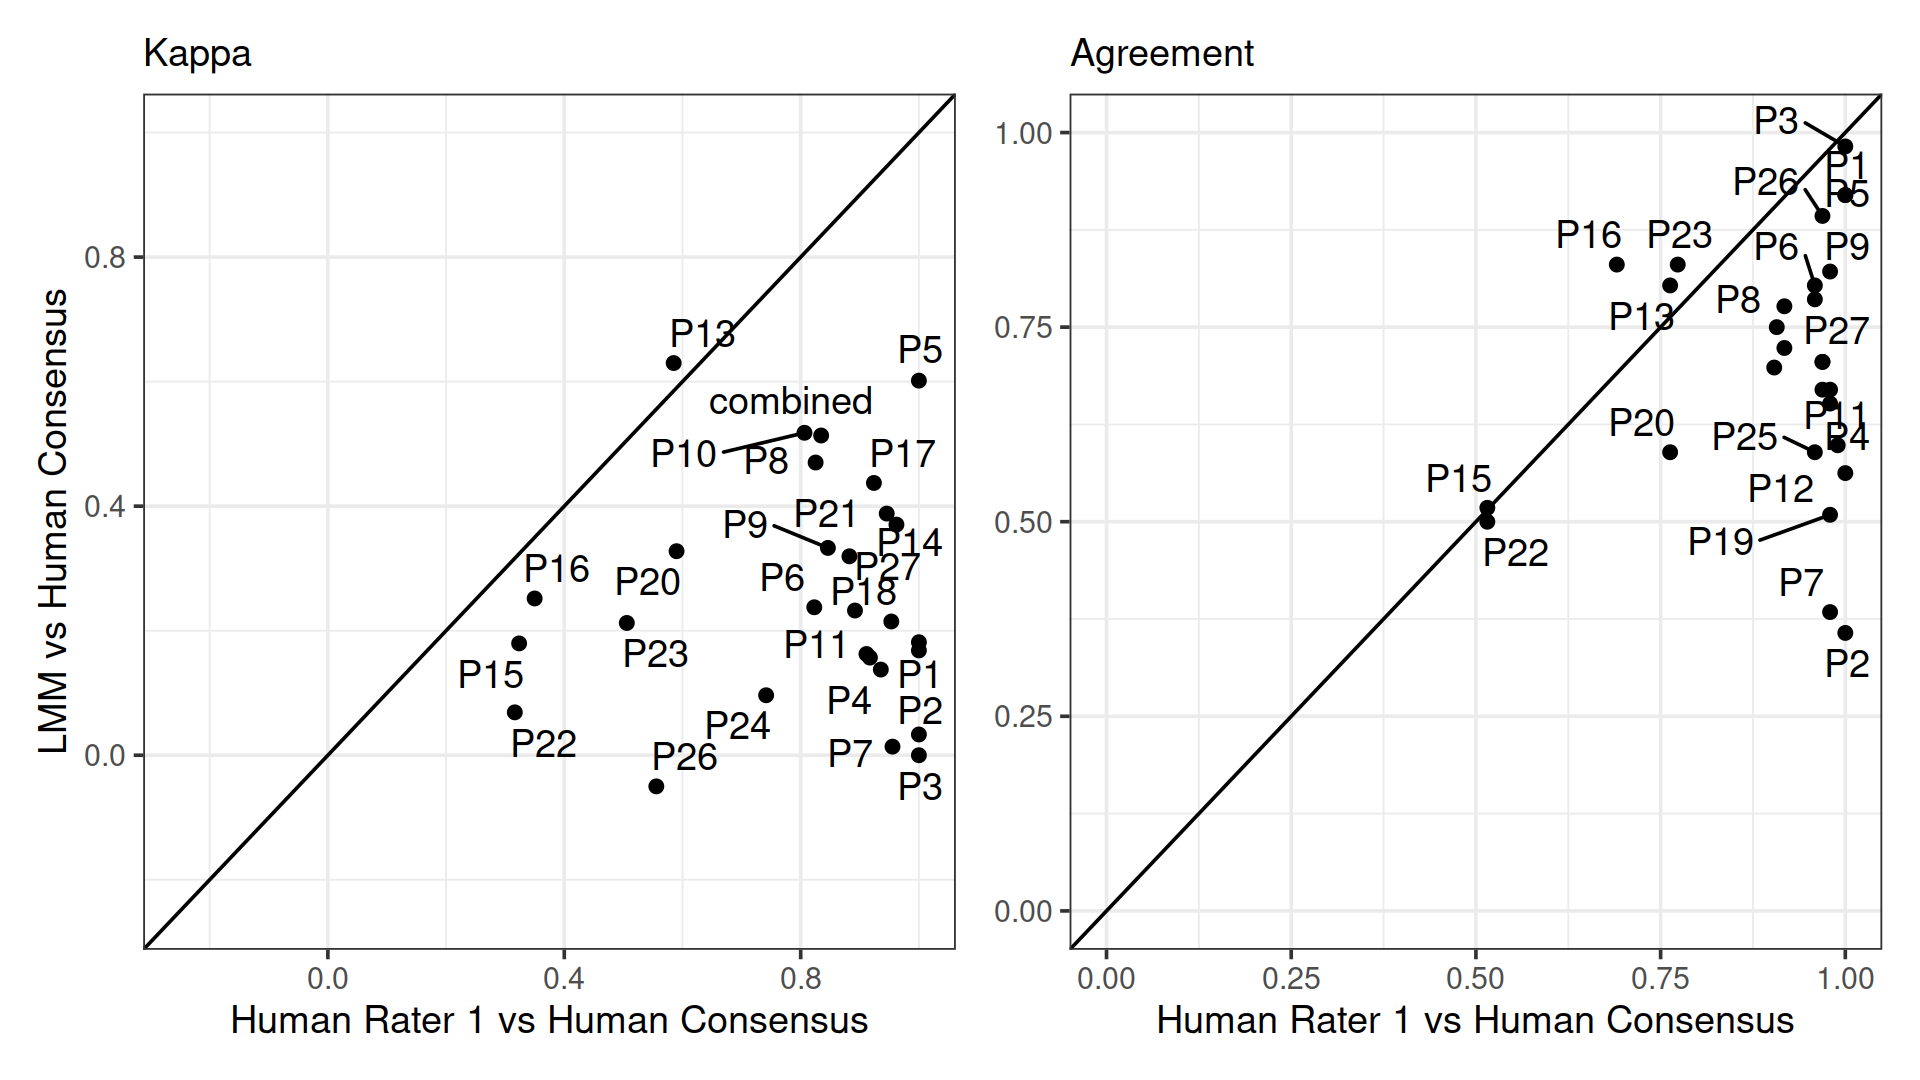 Kappa
0.8
0.4
0.0
0.0
0.4
0.8
LMM vs Human Consensus
Human Rater 1 vs Human Consensus
P13
P5
combined
P10
P8
P17
P21
P9
P14
P27
P16
P20
P6
P18
P23
P11
P15
P1
P4
P2
P24
P22
P26
P7
P3
Agreement
1.00
0.75
0.50
0.25
0.00
0.00
0.25
0.50
0.75
1.00
Human Rater 1 vs Human Consensus
P3
P1
P26
P5
P16
P23
P6
P9
P8
P13
P27
P11
P20
P25
P4
P15
P12
P19
P22
P7
P2